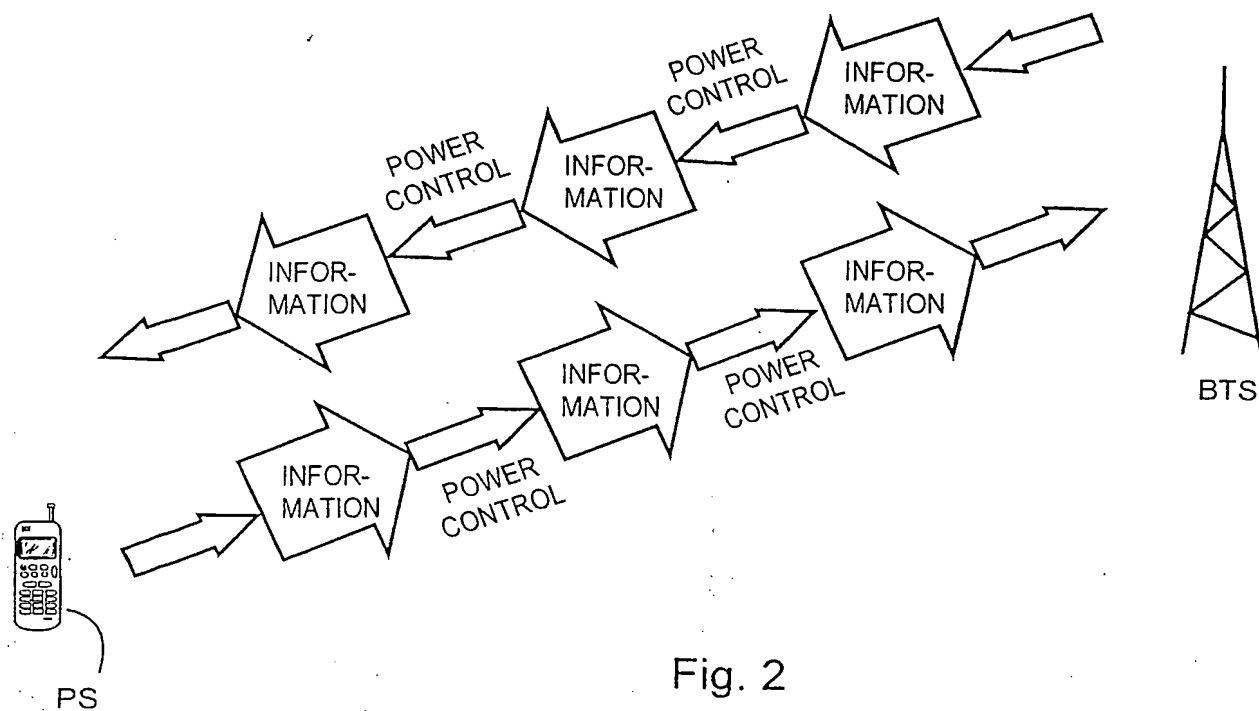 INFOR-
MATION
POWER
CONTROL
INFOR-
MATION
POWER
CONTROL
INFOR-
MATION
INFOR-
MATION
POWER
CONTROL
INFOR-
MATION
POWER
CONTROL
INFOR-
MATION
BTS
PS
Fig. 2